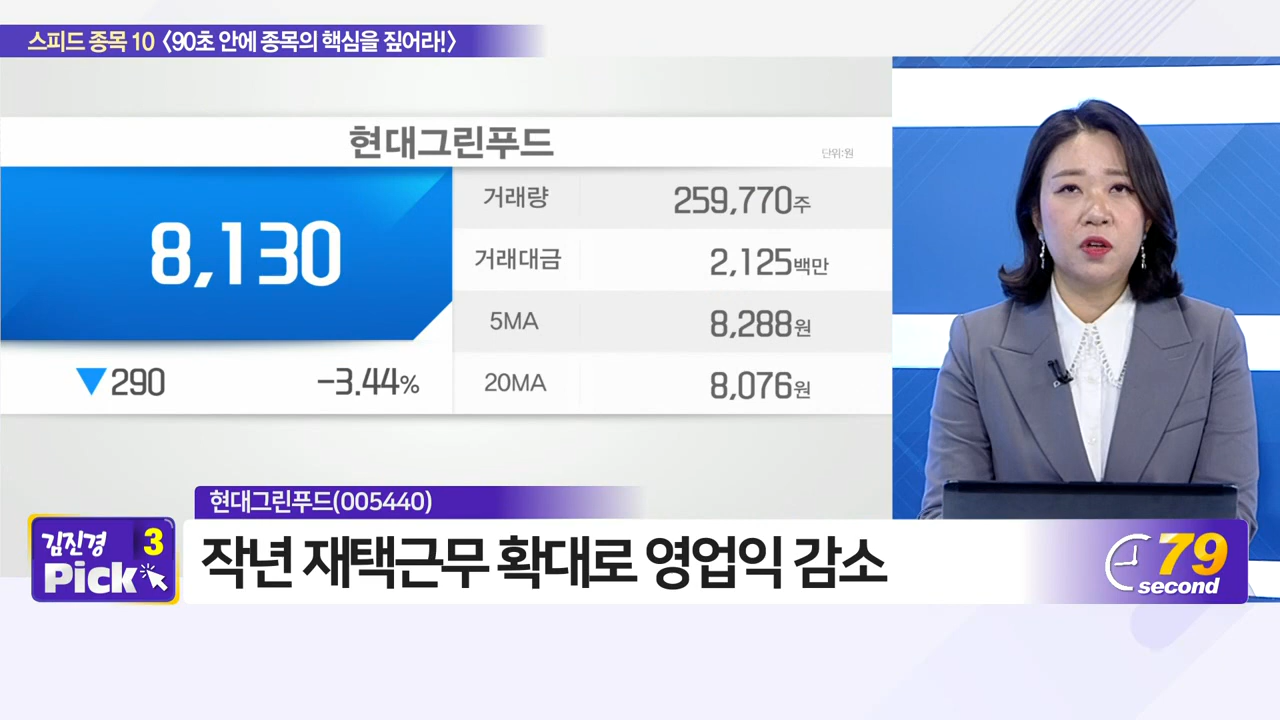 스피드 종목 10 <90초 안에 종목의 핵심을 짚어라!>
현대그린푸드
단위:원
8,130
▼290 -3.44%
거래량 259,770주
거래대금 2,125백만
5MA 8,288원
20MA 8,076원
현대그린푸드(005440)
김진경 3
Pick
작년 재택근무 확대로 영업익 감소
79
second